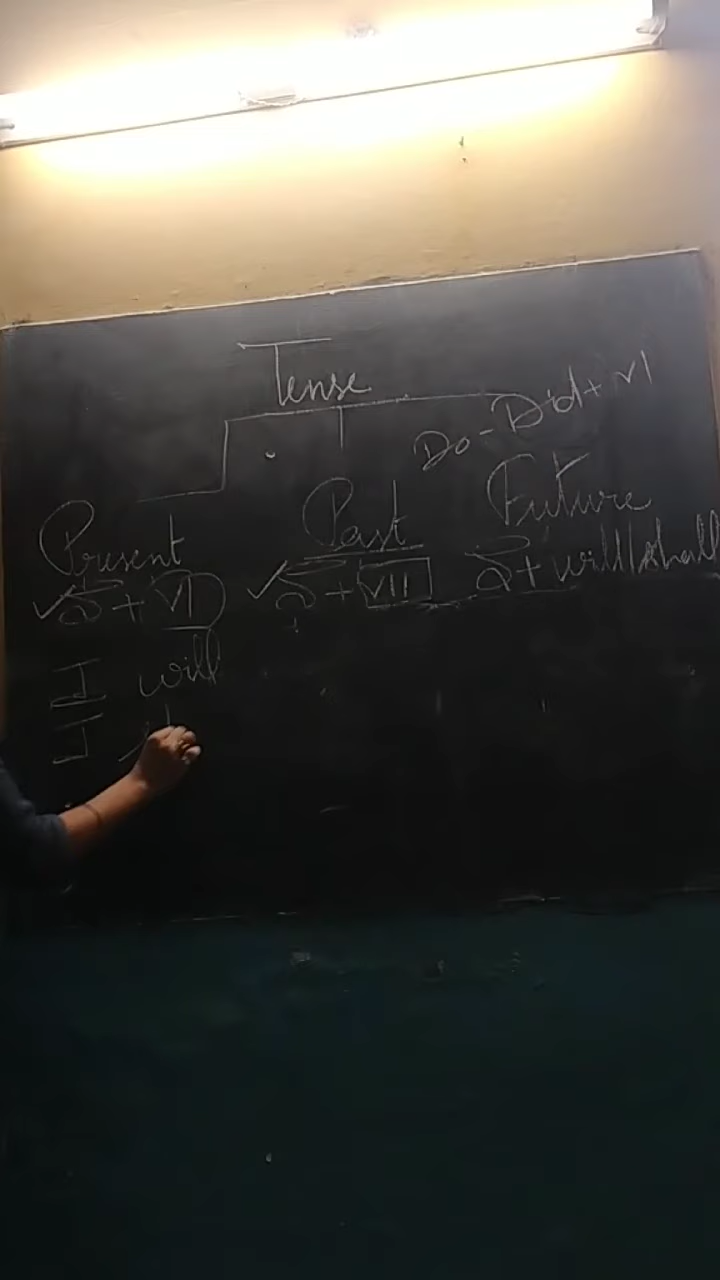 Tense
Do - Did + V1
Present Past Future
+ V1 + VII + will/shall
I will
I